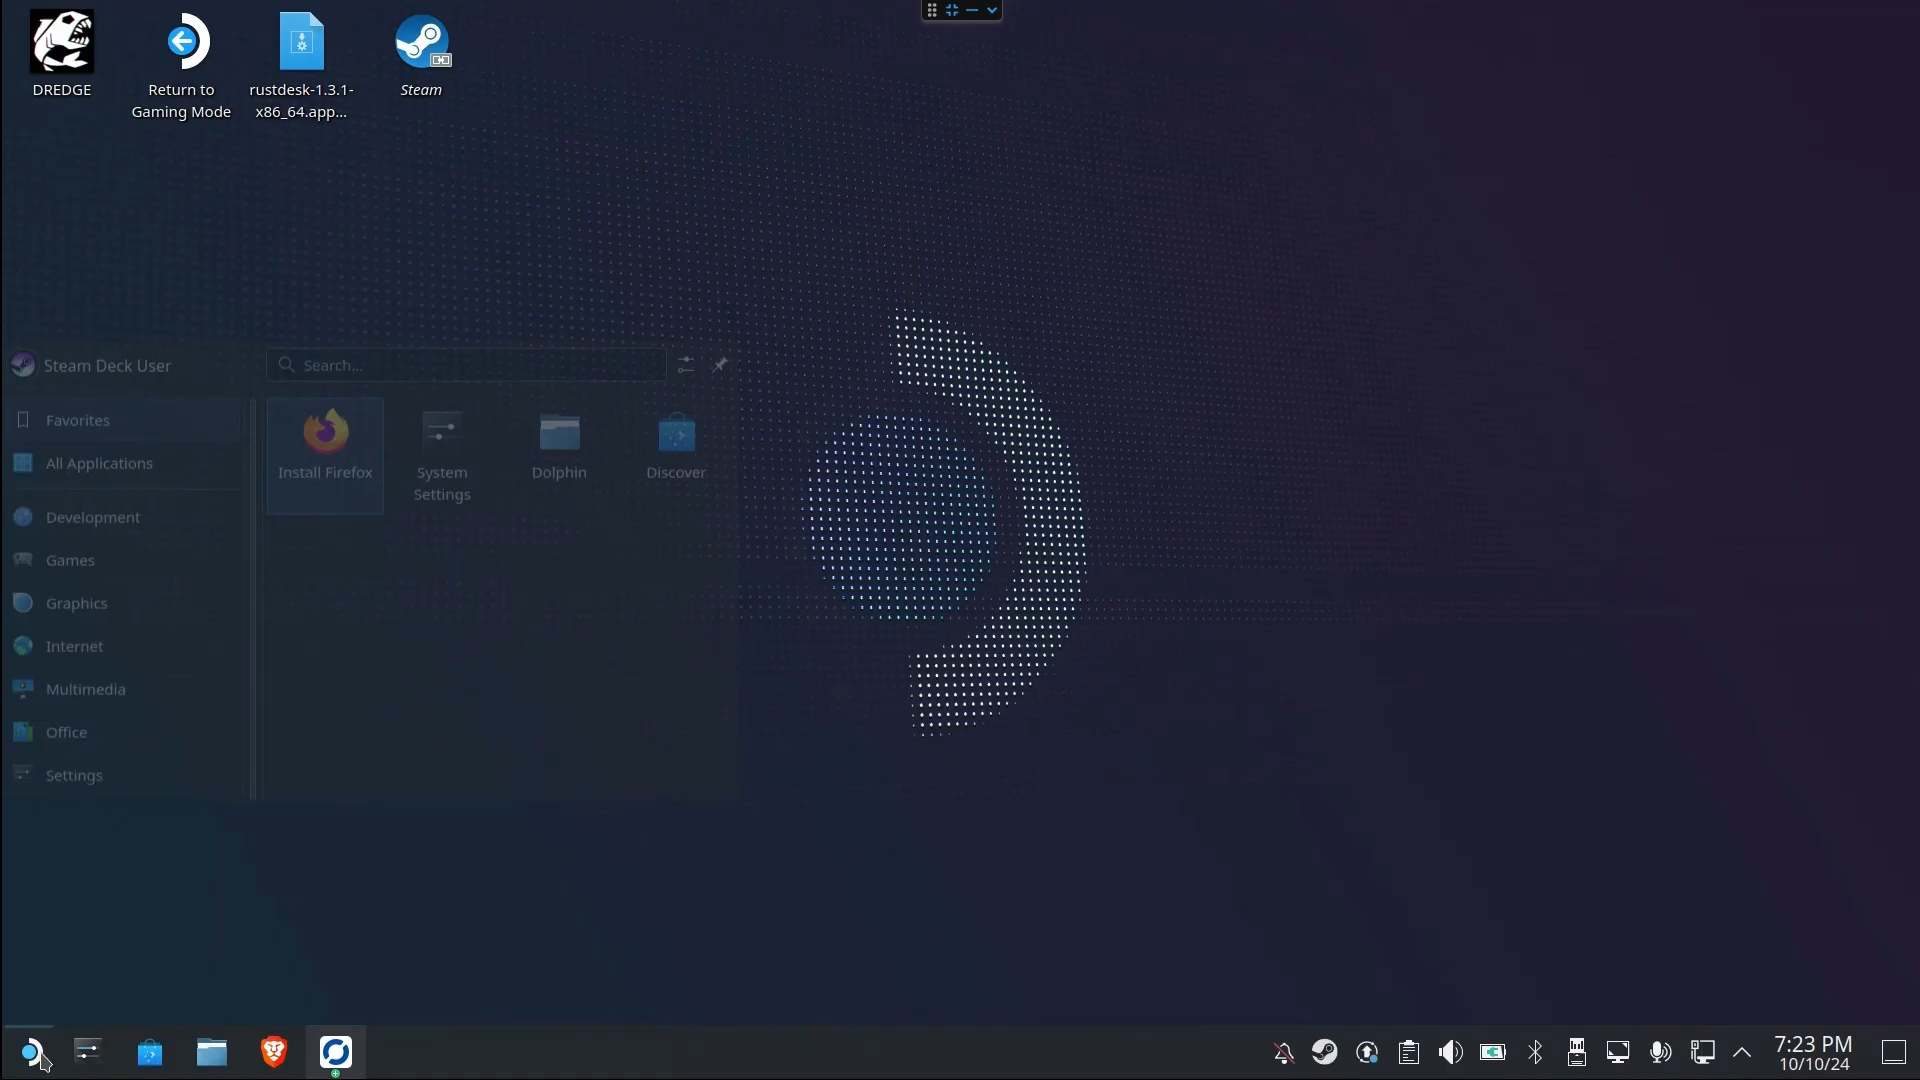 DREDGE
Return to
Gaming Mode
rustdesk-1.3.1-
x86_64.app...
Steam
Steam Deck User
Search...
Favorites
All Applications
Development
Games
Graphics
Internet
Multimedia
Office
Settings
Install Firefox
System
Settings
Dolphin
Discover
7:23 PM
10/10/24